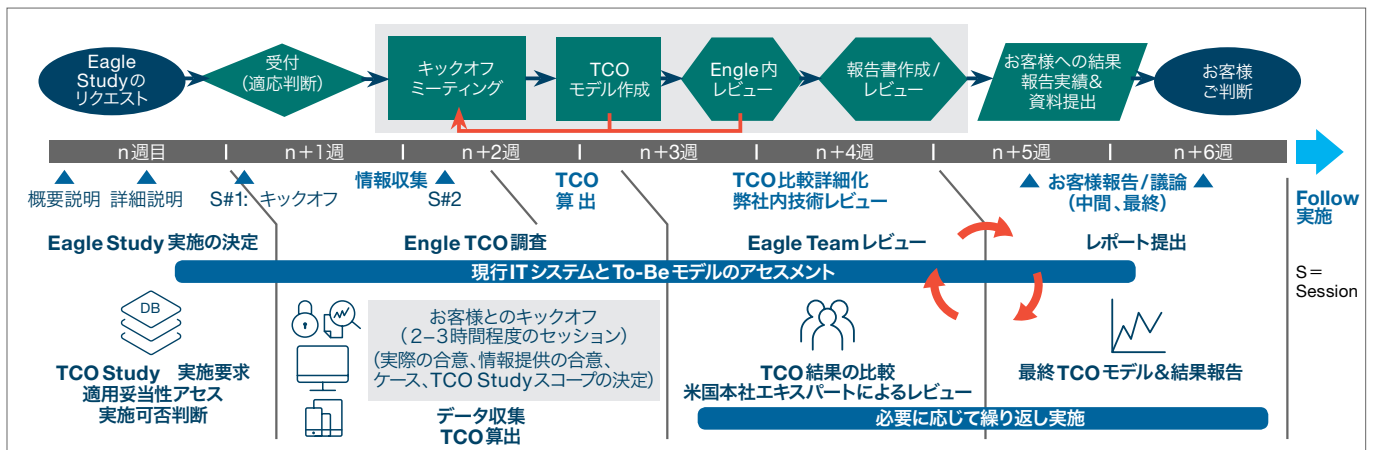 Eagle
Studyの
リクエスト
受付
(適応判断)
キックオフ
ミーティング
TCO
モデル作成
Engle内
レビュー
報告書作成/
レビュー
お客様への結果
報告実績&
資料提出
お客様
ご判断
n週目
n+1週
n+2週
n+3週
n+4週
n+5週
n+6週
概要説明
詳細説明
S#1: キックオフ
情報収集
S#2
TCO
算出
TCO比較詳細化
弊社内技術レビュー
お客様報告/議論
(中間、最終)
Follow
実施
Eagle Study 実施の決定
Engle TCO 調査
Eagle Team レビュー
レポート提出
現行ITシステムとTo-Beモデルのアセスメント
S=
Session
DB
TCO Study 実施要求
適用妥当性アセス
実施可否判断
お客様とのキックオフ
(2–3時間程度のセッション)
(実際の合意、情報提供の合意、
ケース、TCO Studyスコープの決定)
データ収集
TCO 算出
TCO 結果の比較
米国本社エキスパートによるレビュー
最終TCOモデル&結果報告
必要に応じて繰り返し実施